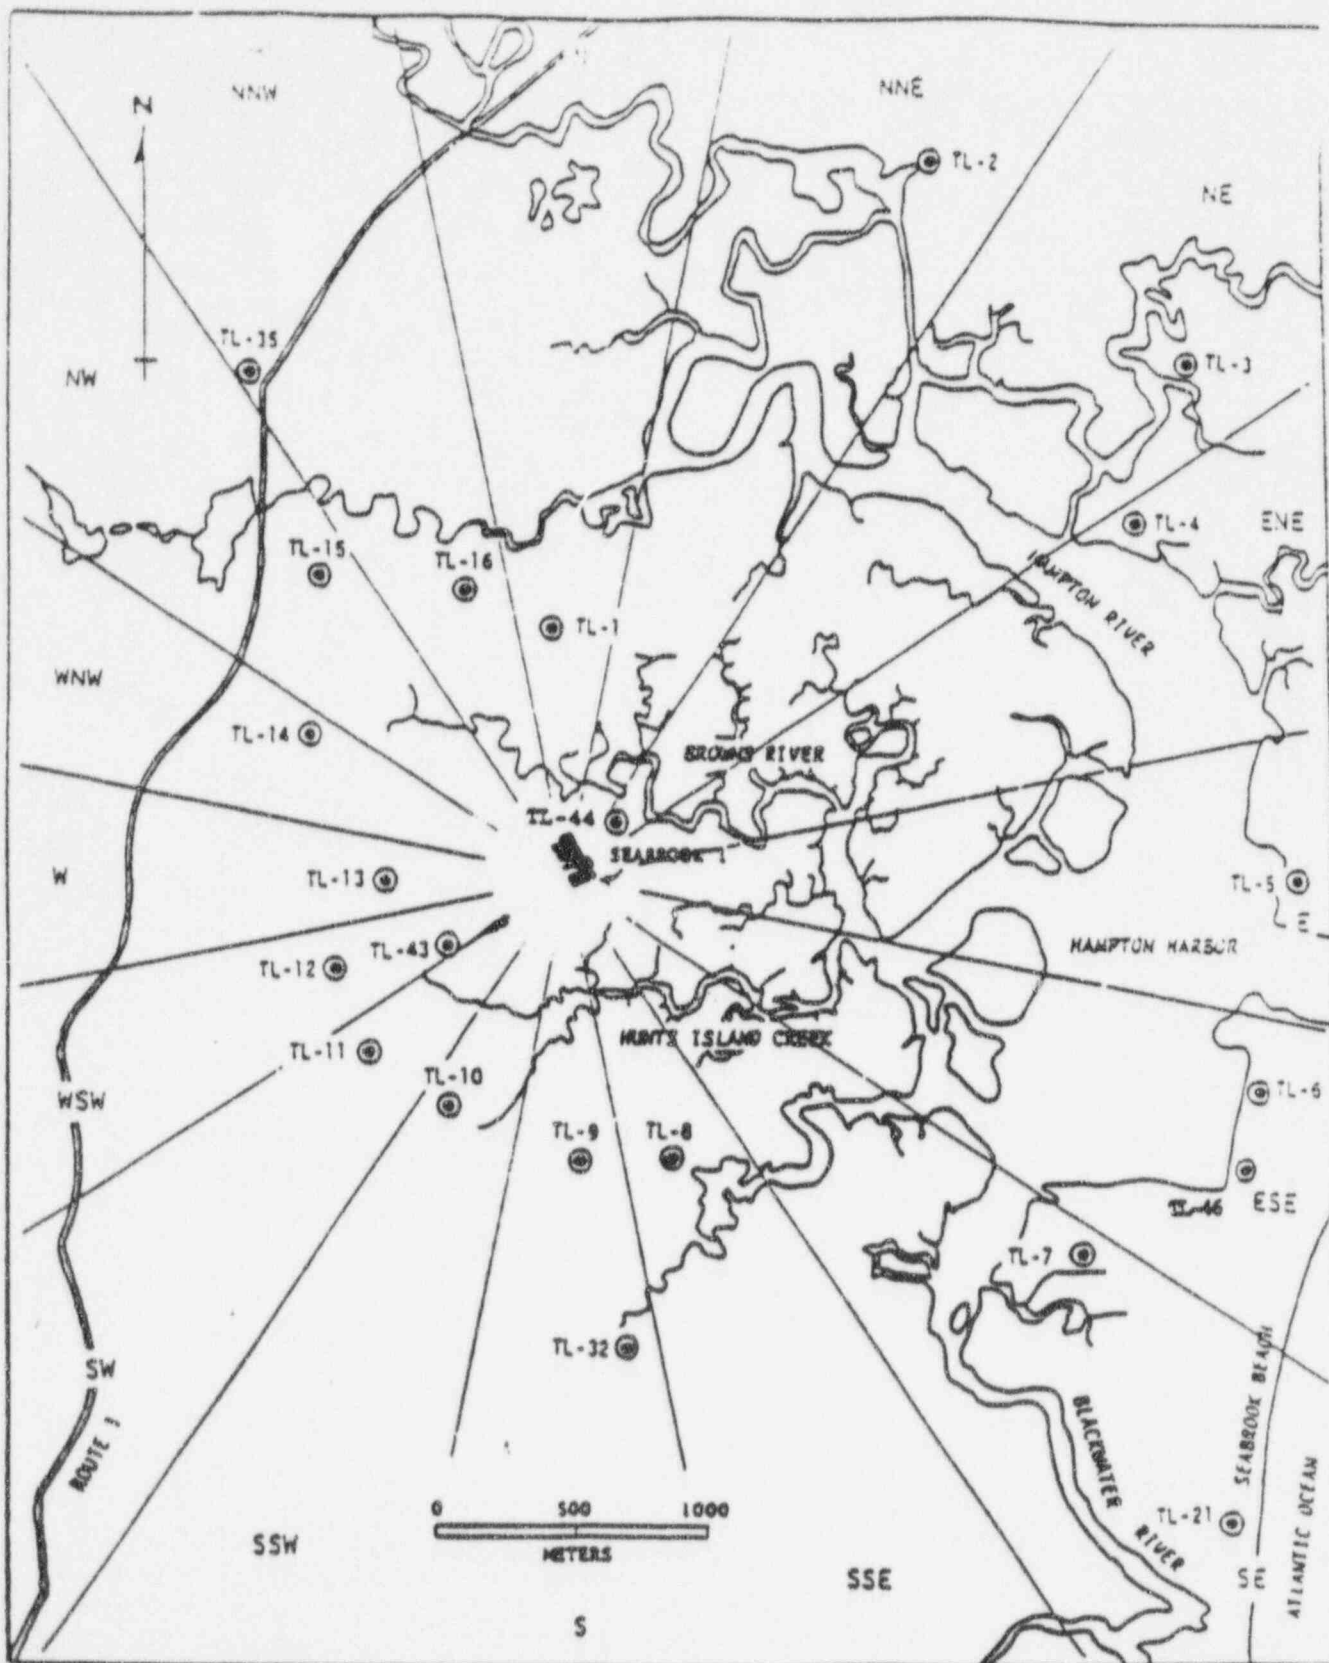 NNW
NNE
N
TL-2
NE
TL-35
NW
TL-3
TL-4
ENE
TL-15
TL-16
TL-1
HAMPTON RIVER
WNW
TL-14
BROWNS RIVER
TL-44
SEABROOK
W
TL-13
TL-5
E
TL-43
TL-12
HAMPTON HARBOR
HUNTS ISLAND CREEK
TL-11
TL-10
WSW
TL-6
TL-9
TL-8
TL-46
ESE
TL-7
TL-32
SW
ROUTE 1
SEABROOK BEACH
BLACKWATER RIVER
ATLANTIC OCEAN
0 500 1000
METERS
TL-21
SSW
SSE
SE
S